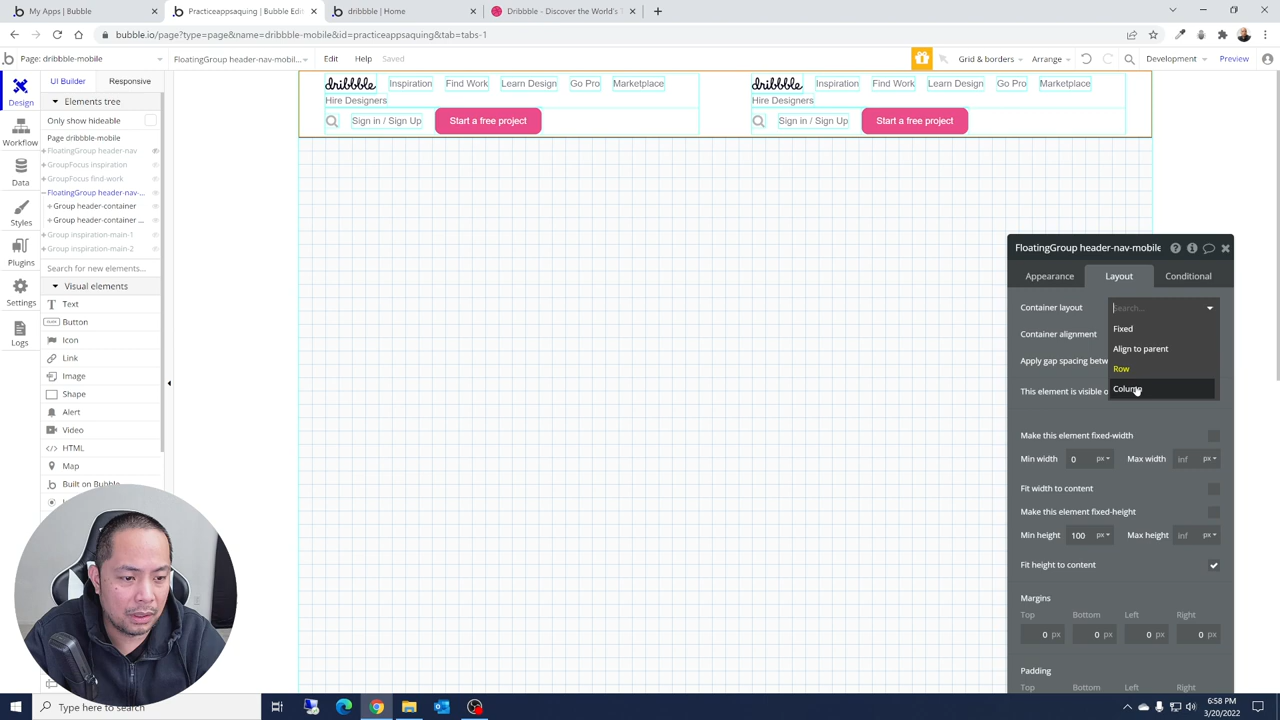 My Apps | Bubble
Practiceappsaquing | Bubble Edit
dribbble | Home
Dribbble - Discover the World's T
bubble.io/page?type=page&name=dribbble-mobile&id=practiceappsaquing&tab=tabs-1
Page: dribbble-mobile
FloatingGroup header-nav-mobil...
Edit
Help
Saved
Grid & borders
Arrange
Development
Preview
Design
Workflow
Data
Styles
Plugins
Settings
Logs
UI Builder
Responsive
Elements tree
Only show hideable
Page dribbble-mobile
FloatingGroup header-nav
GroupFocus inspiration
GroupFocus find-work
FloatingGroup header-nav-...
Group header-container
Group header-container ...
Group inspiration-main-1
Group inspiration-main-2
Search for new elements...
Visual elements
Text
CLICK
Button
Icon
Link
Image
Shape
Alert
Video
HTML
Map
Built on Bubble
dribbble Inspiration Find Work Learn Design Go Pro Marketplace
Hire Designers
Sign in / Sign Up Start a free project
dribbble Inspiration Find Work Learn Design Go Pro Marketplace
Hire Designers
Sign in / Sign Up Start a free project
FloatingGroup header-nav-mobile
Appearance Layout Conditional
Container layout Search...
Fixed
Align to parent
Row
Column
Container alignment
Apply gap spacing betw
This element is visible o
Make this element fixed-width
Min width 0 px Max width inf px
Fit width to content
Make this element fixed-height
Min height 100 px Max height inf px
Fit height to content
Margins
Top Bottom Left Right
0 px 0 px 0 px 0 px
Padding
Top Bottom Left Right
Type here to search
6:58 PM
3/20/2022